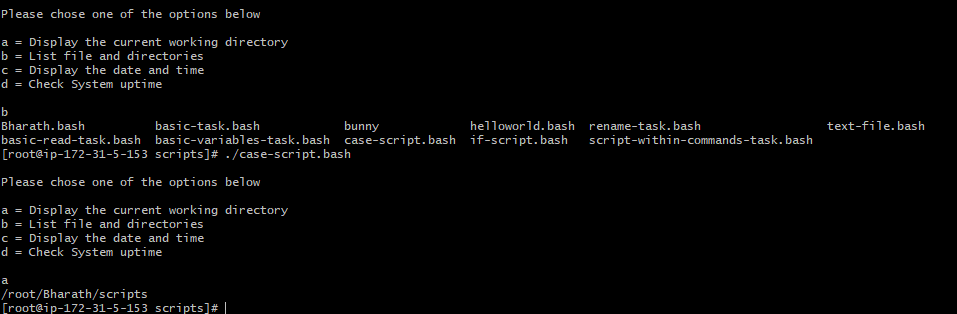 Please chose one of the options below
a = Display the current working directory
b = List file and directories
c = Display the date and time
d = Check System uptime
b
Bharath.bash basic-task.bash bunny helloworld.bash rename-task.bash text-file.bash
basic-read-task.bash basic-variables-task.bash case-script.bash if-script.bash script-within-commands-task.bash
[root@ip-172-31-5-153 scripts]# ./case-script.bash
Please chose one of the options below
a = Display the current working directory
b = List file and directories
c = Display the date and time
d = Check System uptime
a
/root/Bharath/scripts
[root@ip-172-31-5-153 scripts]#